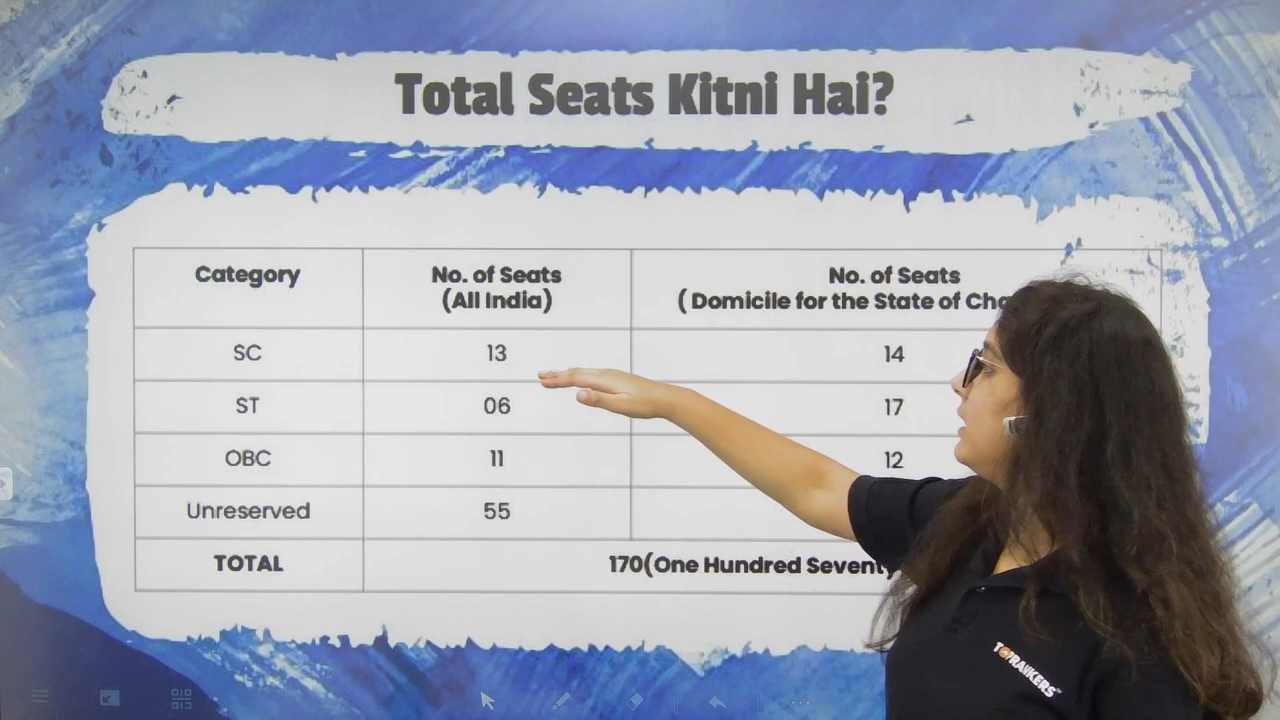 Total Seats Kitni Hai?
Category
No. of Seats
(All India)
No. of Seats
( Domicile for the State of
SC
13
14
ST
06
17
OBC
11
12
Unreserved
55
TOTAL
170(One Hundred Seventy
TOPRANKERS